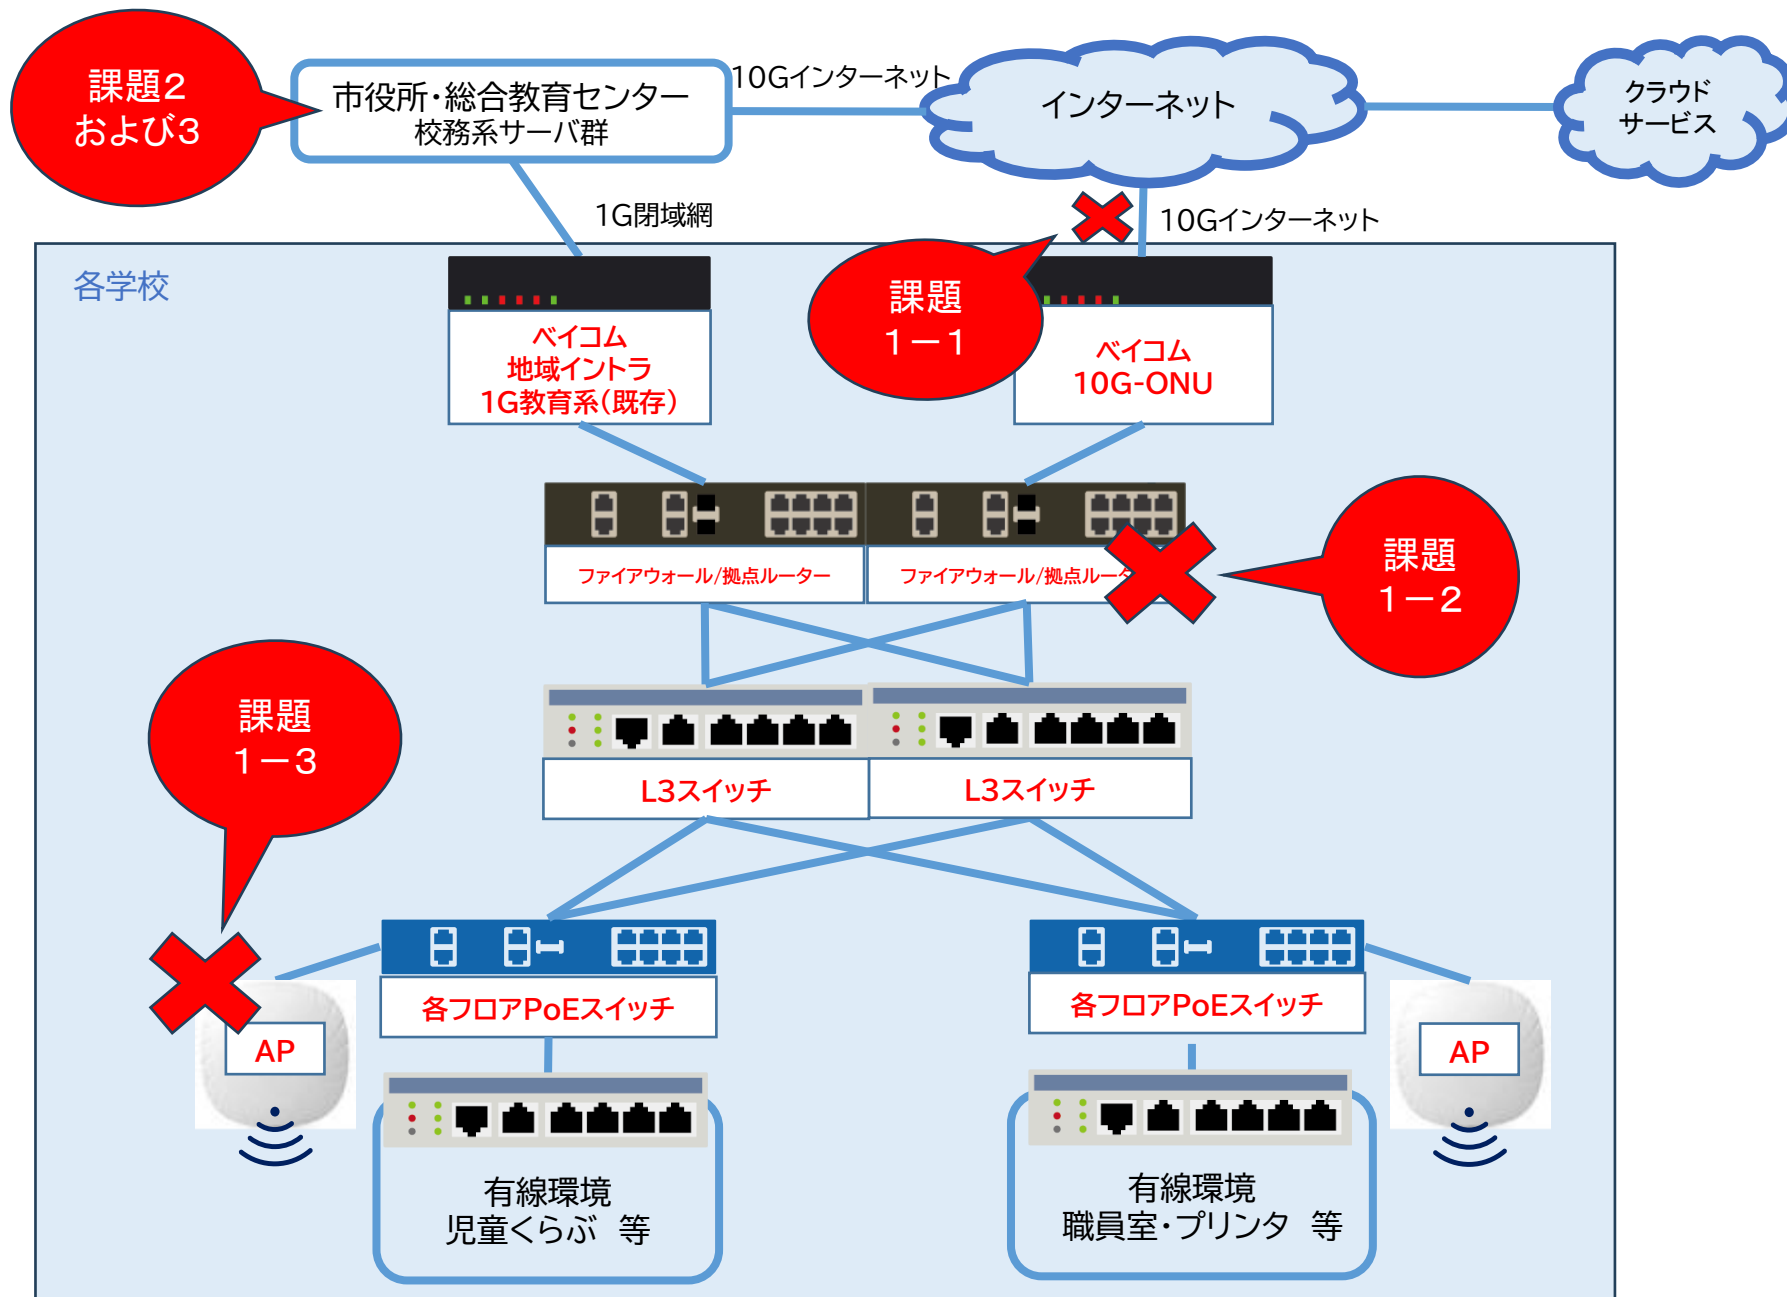 課題2
および3
市役所・総合教育センター
校務系サーバ群
10Gインターネット
インターネット
クラウド
サービス
1G閉域網
10Gインターネット
各学校
課題
1－1
ベイコム
地域イントラ
1G教育系(既存)
ベイコム
10G-ONU
ファイアウォール/拠点ルーター
ファイアウォール/拠点ルータ
課題
1－2
課題
1－3
L3スイッチ
L3スイッチ
各フロアPoEスイッチ
各フロアPoEスイッチ
AP
AP
有線環境
児童くらぶ 等
有線環境
職員室・プリンタ 等